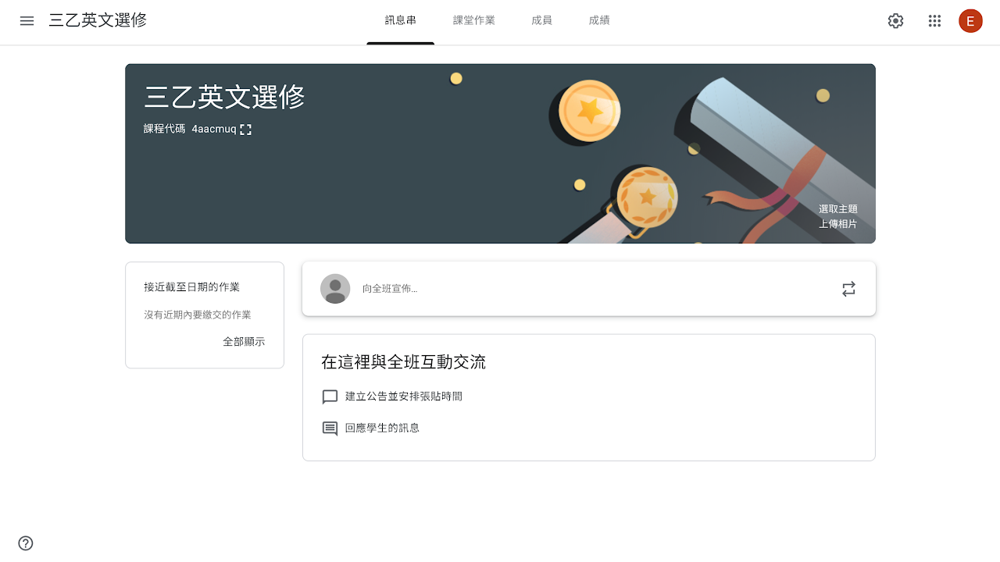 三乙英文選修
訊息串 課堂作業 成員 成績
E
三乙英文選修
課程代碼 4aacmuq
選取主題
上傳相片
接近截至日期的作業
沒有近期內要繳交的作業
全部顯示
向全班宣佈...
在這裡與全班互動交流
建立公告並安排張貼時間
回應學生的訊息